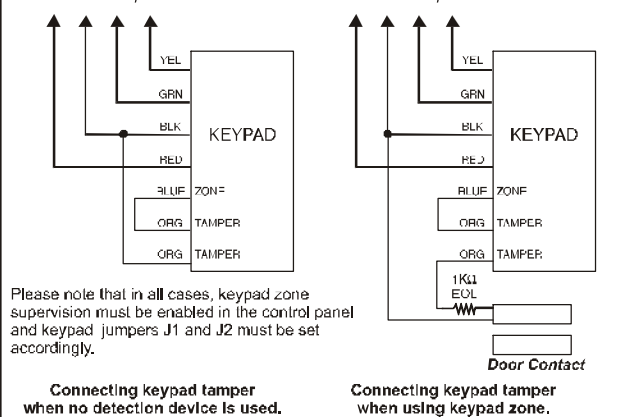 YEL
GRN
BLK
KEYPAD
RED
BLUE ZONE
ORG TAMPER
ORG TAMPER
YEL
GRN
BLK
KEYPAD
RED
BLUE ZONE
ORG TAMPER
ORG TAMPER
1KΩ
EOL
Door Contact
Please note that in all cases, keypad zone
supervision must be enabled in the control panel
and keypad jumpers J1 and J2 must be set
accordingly.
Connecting keypad tamper
when no detection device is used.
Connecting keypad tamper
when using keypad zone.